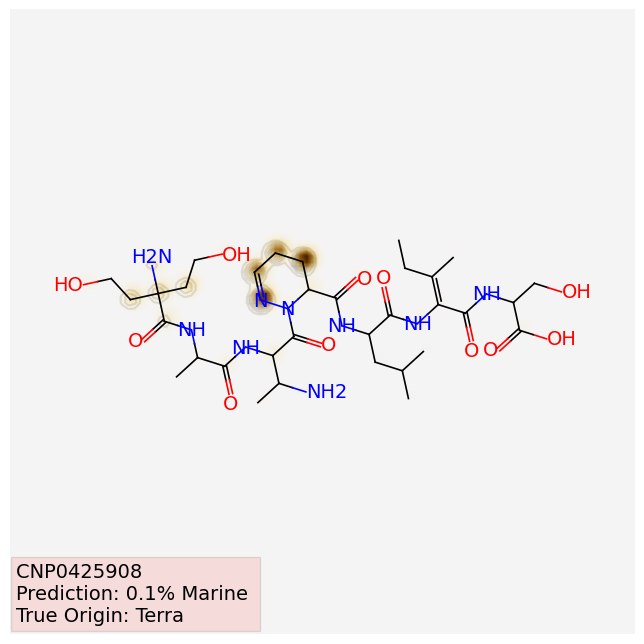 H2N
OH
HO
O
NH
NH
O
N
N
O
NH2
O
NH
O
NH
O
NH
OH
O
OH
CNP0425908
Prediction: 0.1% Marine
True Origin: Terra